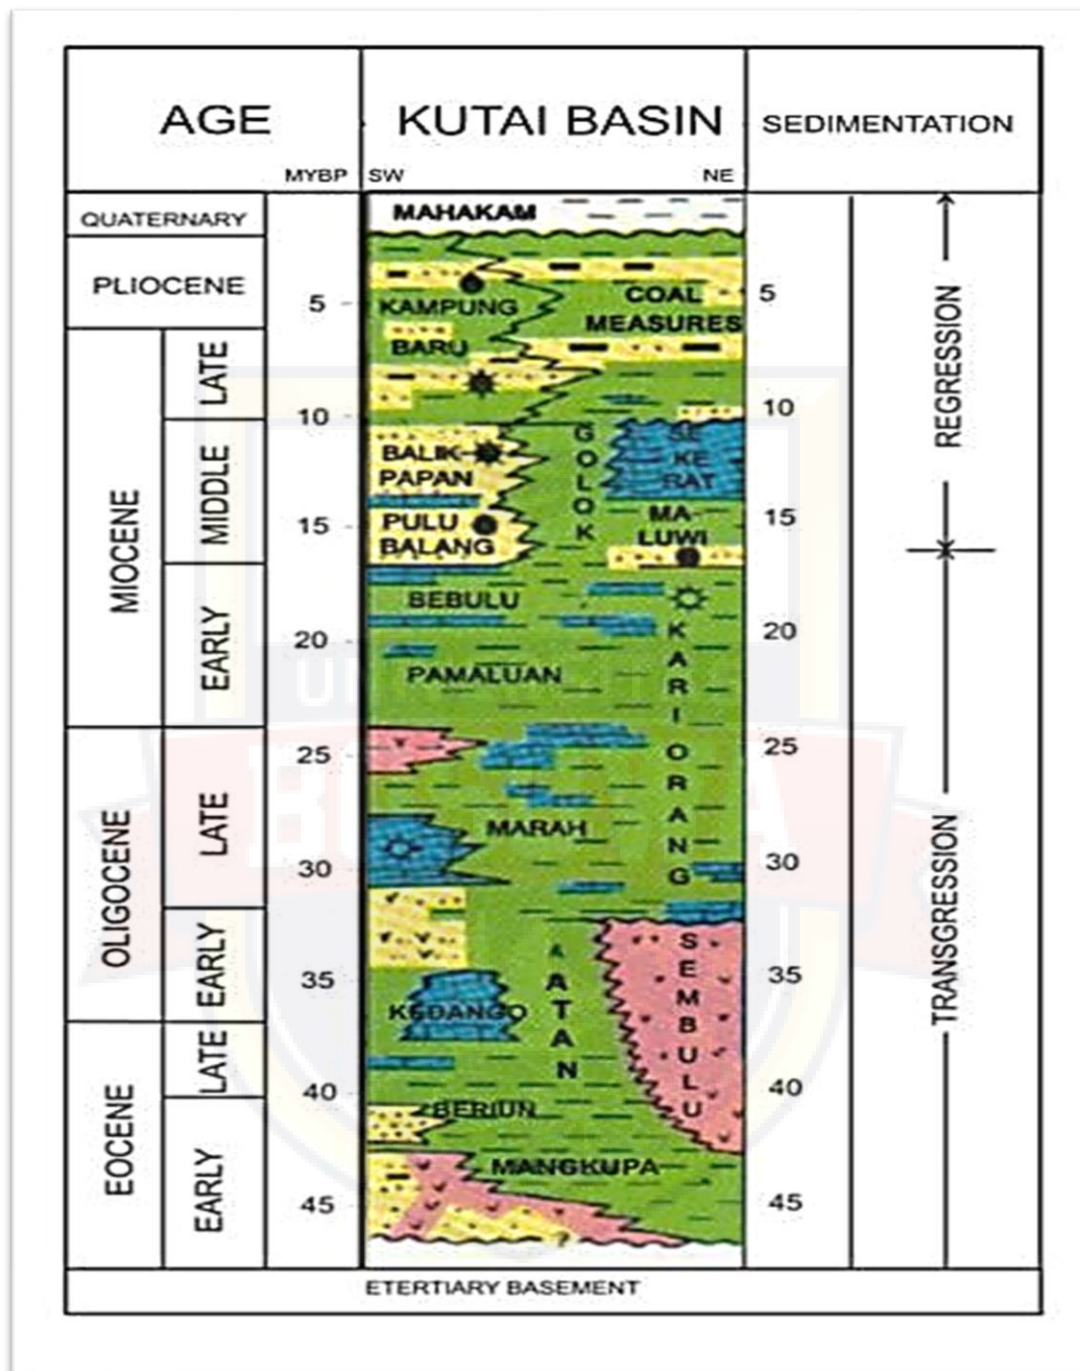 AGE
KUTAI BASIN
SEDIMENTATION
MYBP
SW
NE
QUATERNARY
MAHAKAM
PLIOCENE
5
KAMPUNG
BARU
COAL
MEASURES
5
MIOCENE
LATE
10
10
MIDDLE
BALIK
PAPAN
GOLOK
SE
KE
RAT
15
PULU
BALANG
MA-
LUWI
15
EARLY
BEBULU
20
20
PAMALUAN
KARIORANG
OLIGOCENE
LATE
25
25
MARAH
30
30
EARLY
ATAN
SEMBULU
35
35
KEDANGO
EOCENE
LATE
40
40
BERIUN
EARLY
MANGKUPA
45
45
?
REGRESSION
TRANSGRESSION
ETERTIARY BASEMENT